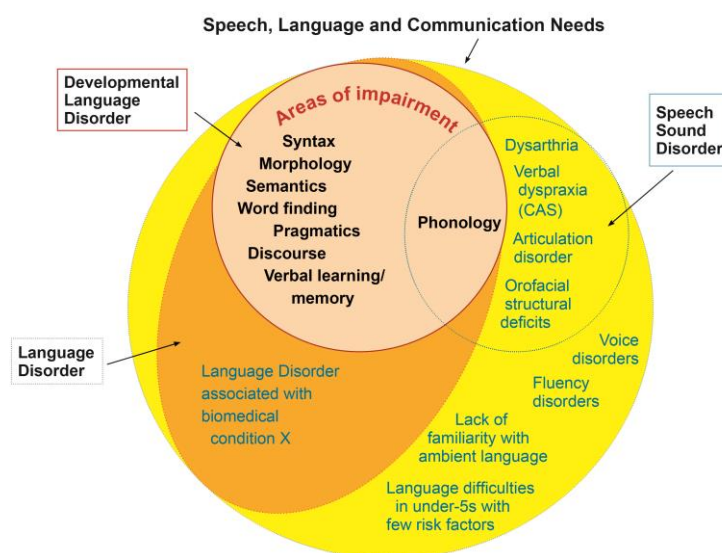 Speech, Language and Communication Needs
Developmental
Language
Disorder
Areas of impairment
Syntax
Morphology
Semantics
Word finding
Pragmatics
Discourse
Verbal learning/
memory
Phonology
Dysarthria
Verbal
dyspraxia
(CAS)
Articulation
disorder
Orofacial
structural
deficits
Speech
Sound
Disorder
Voice
disorders
Fluency
disorders
Language
Disorder
Language Disorder
associated with
biomedical
condition X
Lack of
familiarity with
ambient language
Language difficulties
in under-5s with
few risk factors